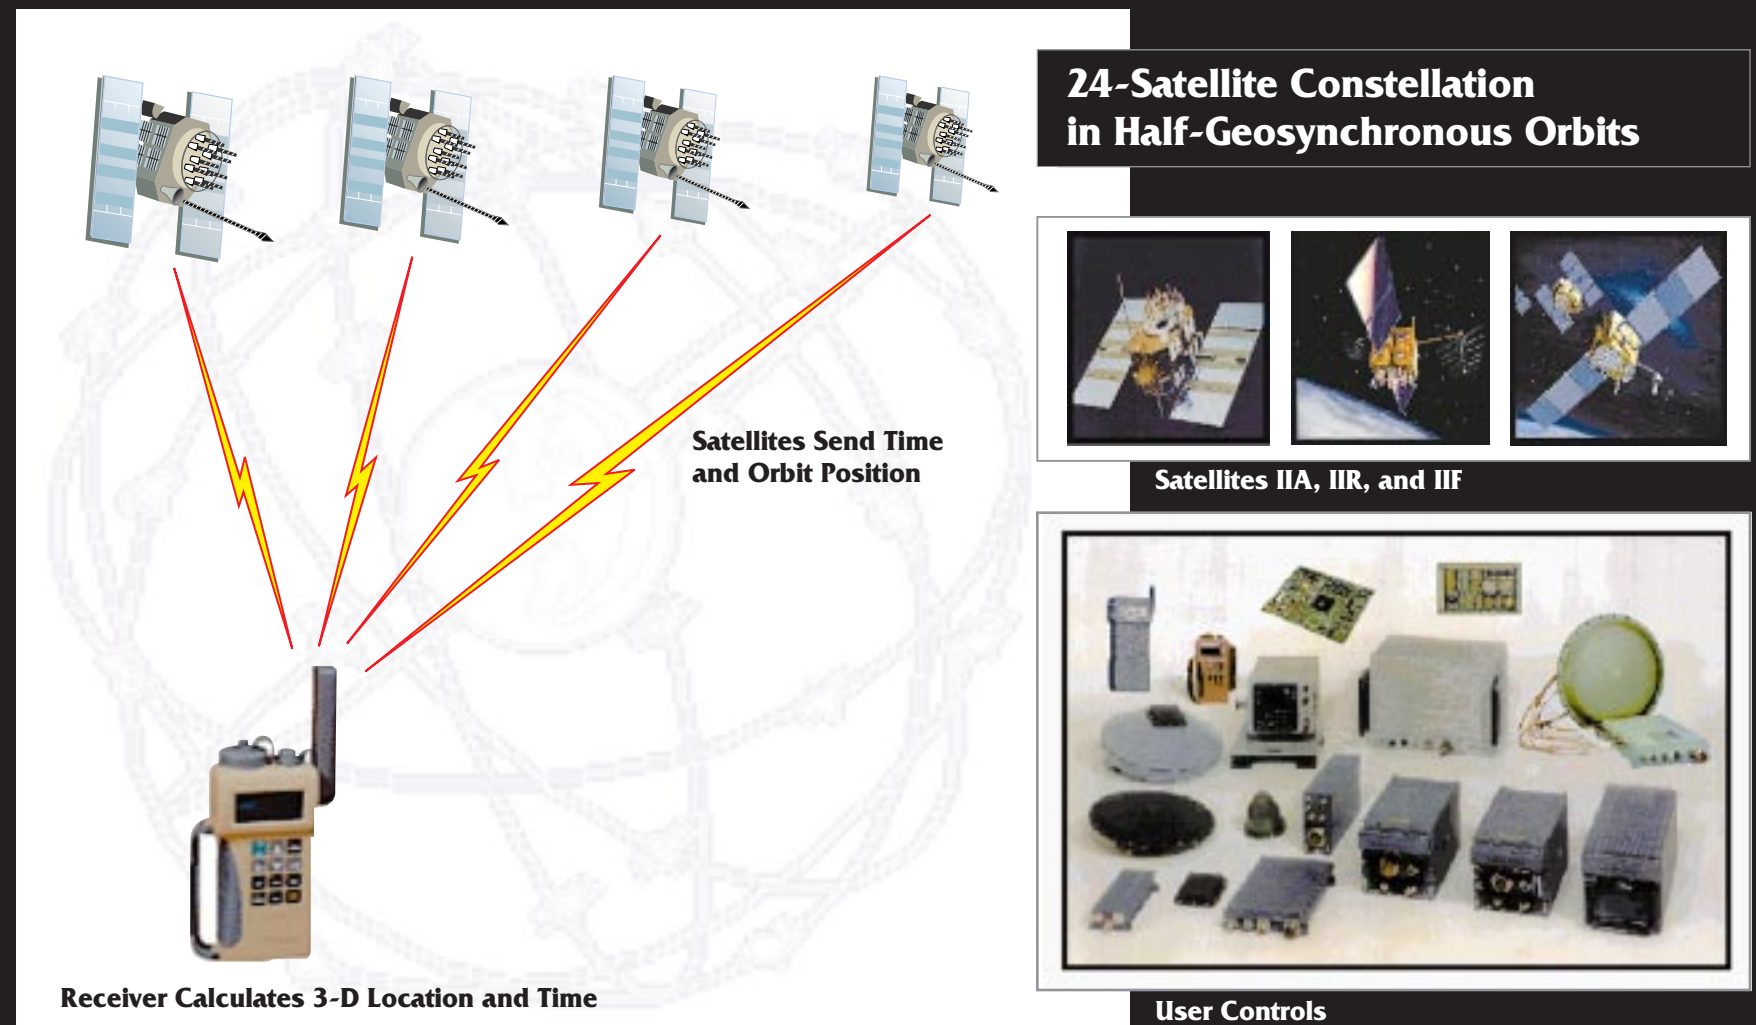 24-Satellite Constellation
in Half-Geosynchronous Orbits
Satellites Send Time
and Orbit Position
Satellites IIA, IIR, and IIF
Receiver Calculates 3-D Location and Time
User Controls